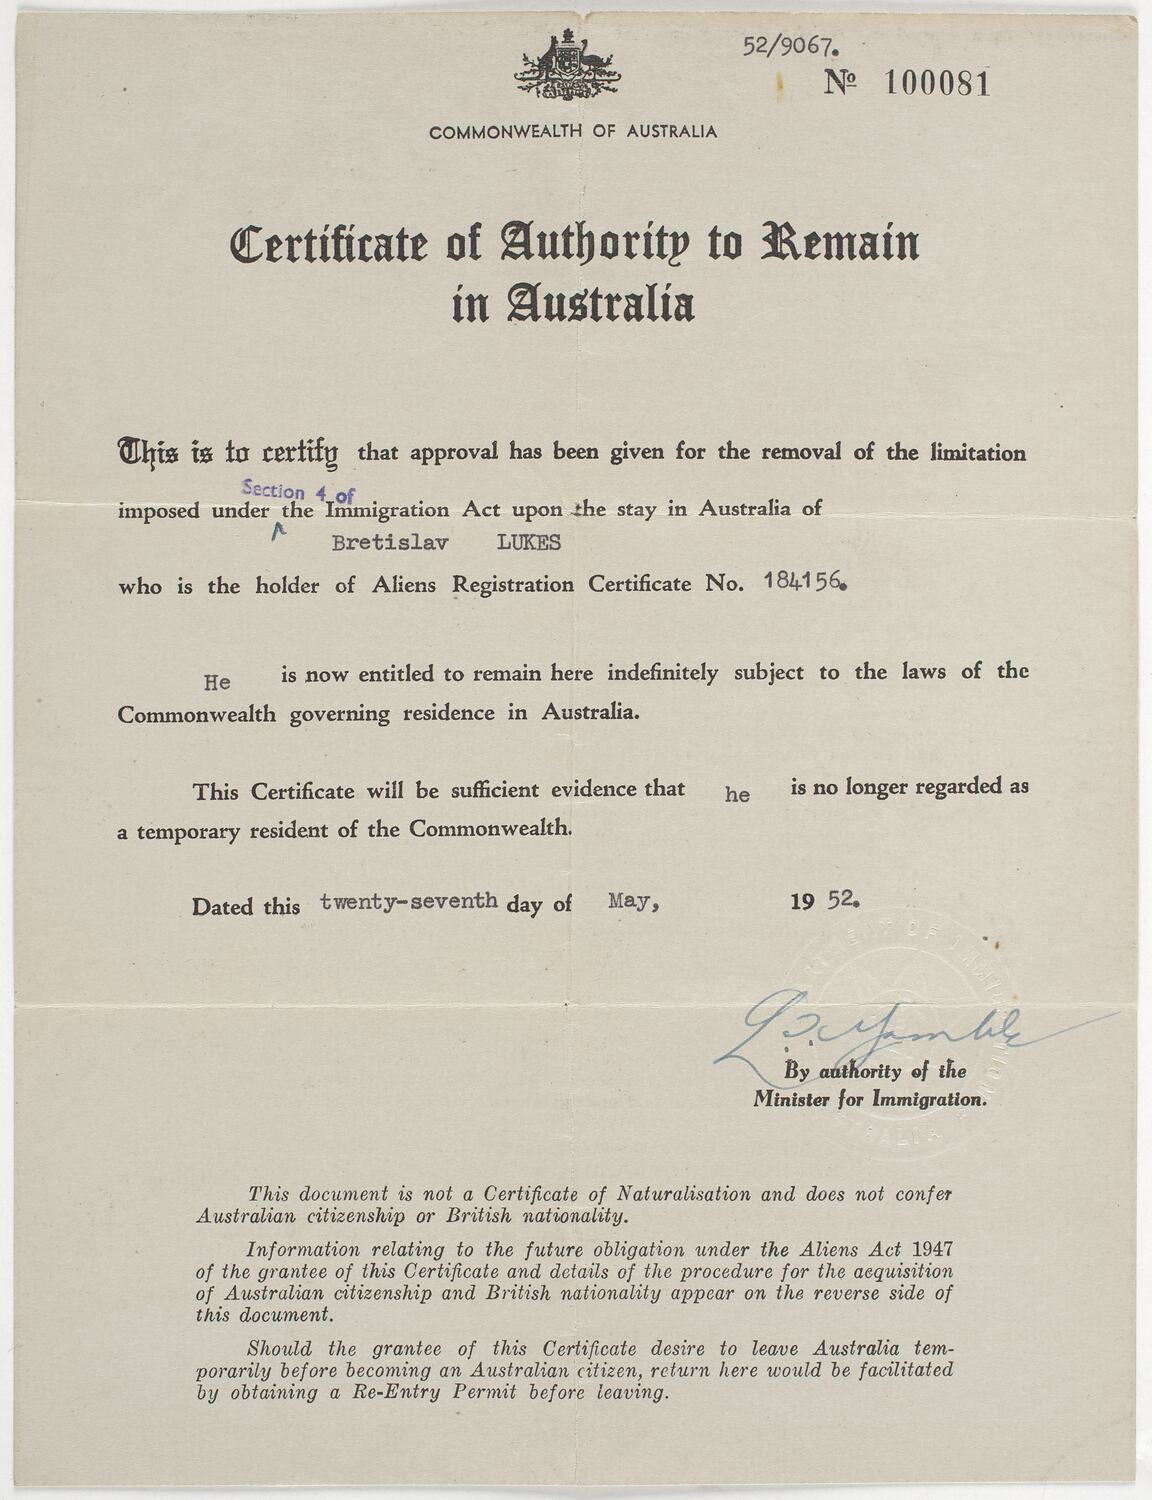 52/9067.
Nº 100081
COMMONWEALTH OF AUSTRALIA
Certificate of Authority to Remain
in Australia
This is to certify that approval has been given for the removal of the limitation
Section 4 of
imposed under the Immigration Act upon the stay in Australia of
Bretislav LUKES
who is the holder of Aliens Registration Certificate No. 184156.
He is now entitled to remain here indefinitely subject to the laws of the
Commonwealth governing residence in Australia.
This Certificate will be sufficient evidence that he is no longer regarded as
a temporary resident of the Commonwealth.
Dated this twenty-seventh day of May, 19 52.
By authority of the
Minister for Immigration.
This document is not a Certificate of Naturalisation and does not confer
Australian citizenship or British nationality.
Information relating to the future obligation under the Aliens Act 1947
of the grantee of this Certificate and details of the procedure for the acquisition
of Australian citizenship and British nationality appear on the reverse side of
this document.
Should the grantee of this Certificate desire to leave Australia tem-
porarily before becoming an Australian citizen, return here would be facilitated
by obtaining a Re-Entry Permit before leaving.